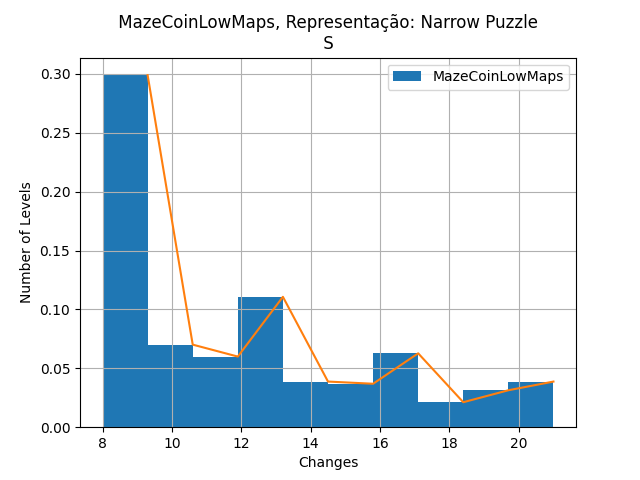 MazeCoinLowMaps, Representação: Narrow Puzzle
S
MazeCoinLowMaps
0.30
0.25
0.20
0.15
0.10
0.05
0.00
Number of Levels
8 10 12 14 16 18 20
Changes